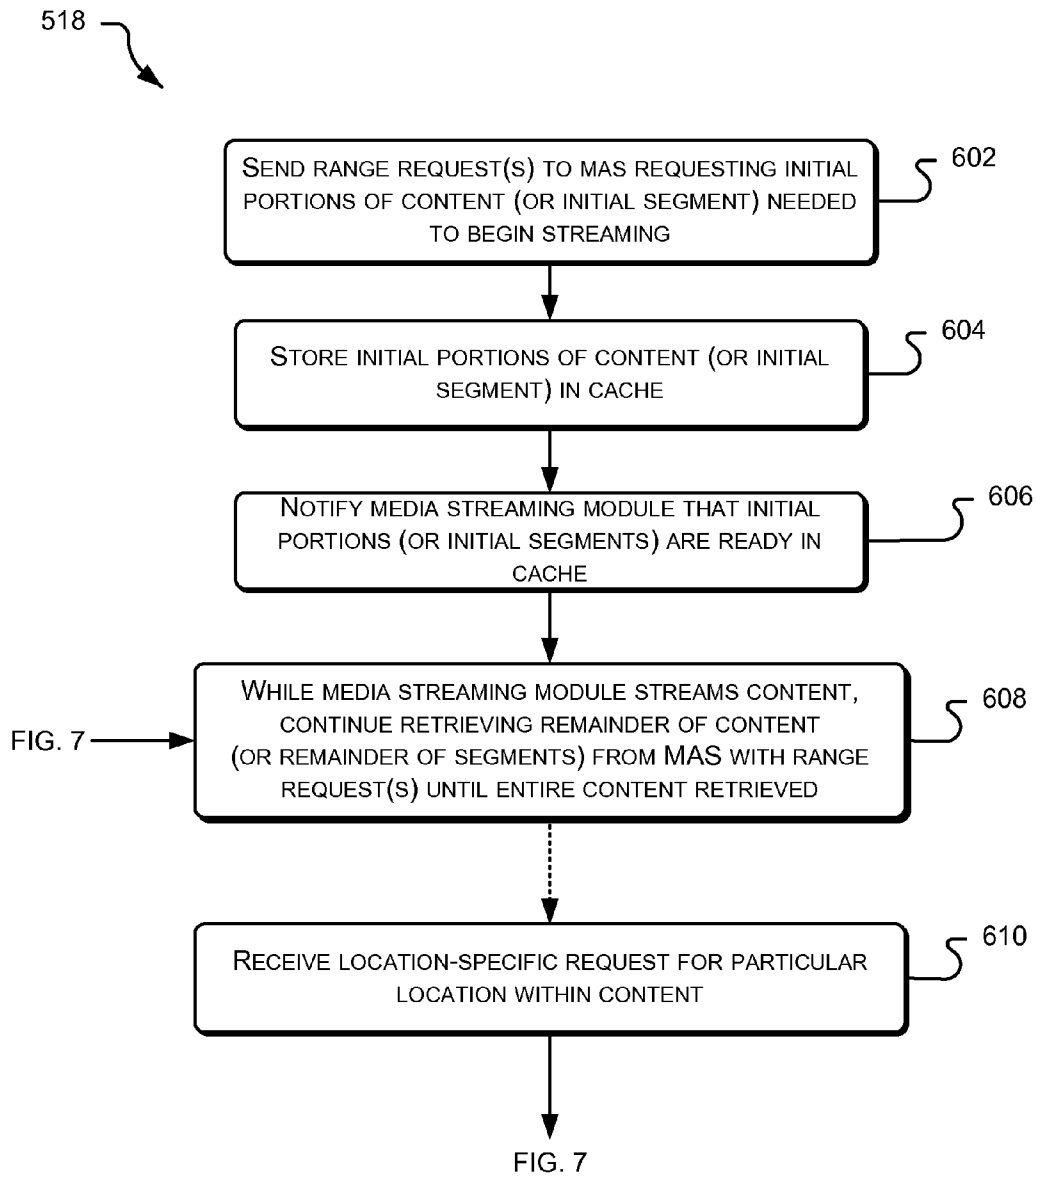 518
SEND RANGE REQUEST(S) TO MAS REQUESTING INITIAL
PORTIONS OF CONTENT (OR INITIAL SEGMENT) NEEDED
TO BEGIN STREAMING
602
STORE INITIAL PORTIONS OF CONTENT (OR INITIAL
SEGMENT) IN CACHE
604
NOTIFY MEDIA STREAMING MODULE THAT INITIAL
PORTIONS (OR INITIAL SEGMENTS) ARE READY IN
CACHE
606
WHILE MEDIA STREAMING MODULE STREAMS CONTENT,
CONTINUE RETRIEVING REMAINDER OF CONTENT
(OR REMAINDER OF SEGMENTS) FROM MAS WITH RANGE
REQUEST(S) UNTIL ENTIRE CONTENT RETRIEVED
608
FIG. 7
RECEIVE LOCATION-SPECIFIC REQUEST FOR PARTICULAR
LOCATION WITHIN CONTENT
610
FIG. 7